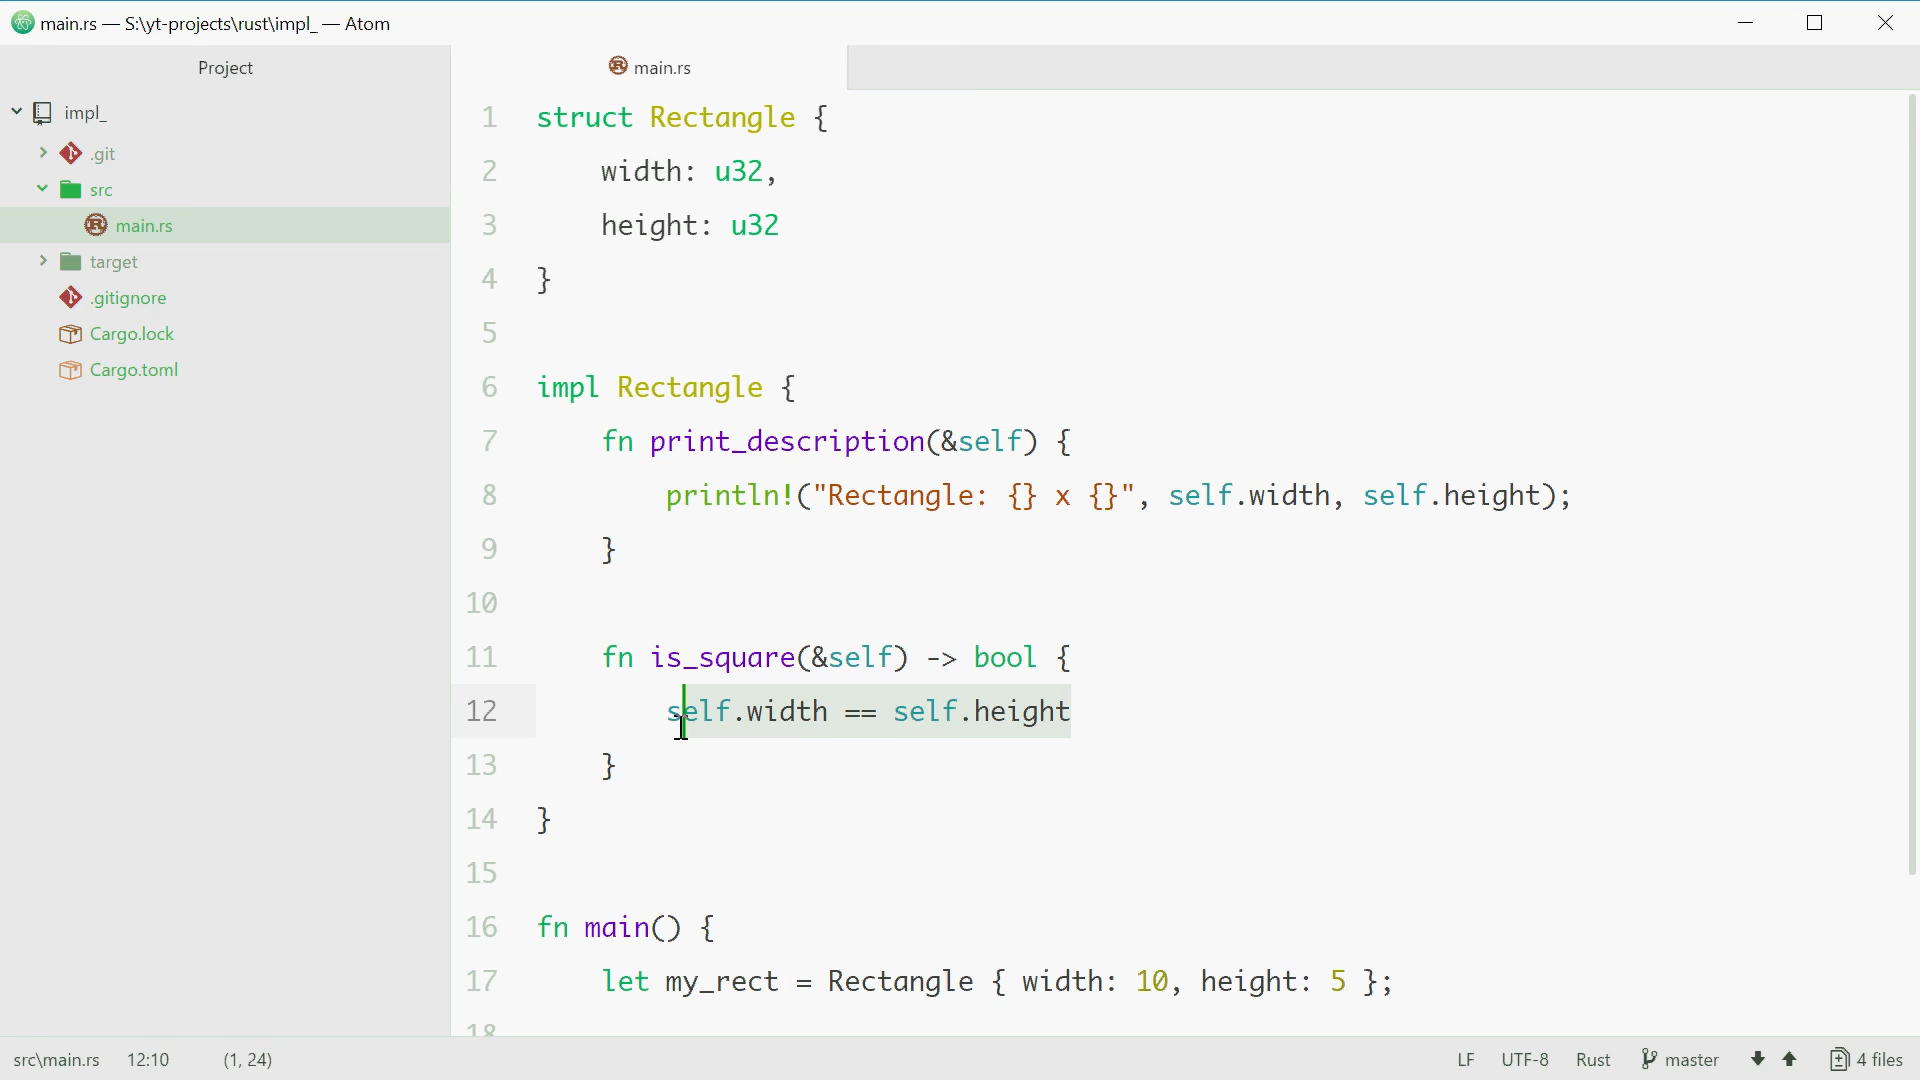 main.rs — S:\yt-projects\rust\impl_ — Atom
Project
main.rs
impl_
.git
src
main.rs
target
.gitignore
Cargo.lock
Cargo.toml
1 struct Rectangle {
2     width: u32,
3     height: u32
4 }
5
6 impl Rectangle {
7     fn print_description(&self) {
8         println!("Rectangle: {} x {}", self.width, self.height);
9     }
10
11     fn is_square(&self) -> bool {
12         self.width == self.height
13     }
14 }
15
16 fn main() {
17     let my_rect = Rectangle { width: 10, height: 5 };
18
src\main.rs 12:10 (1, 24) LF UTF-8 Rust master 4 files